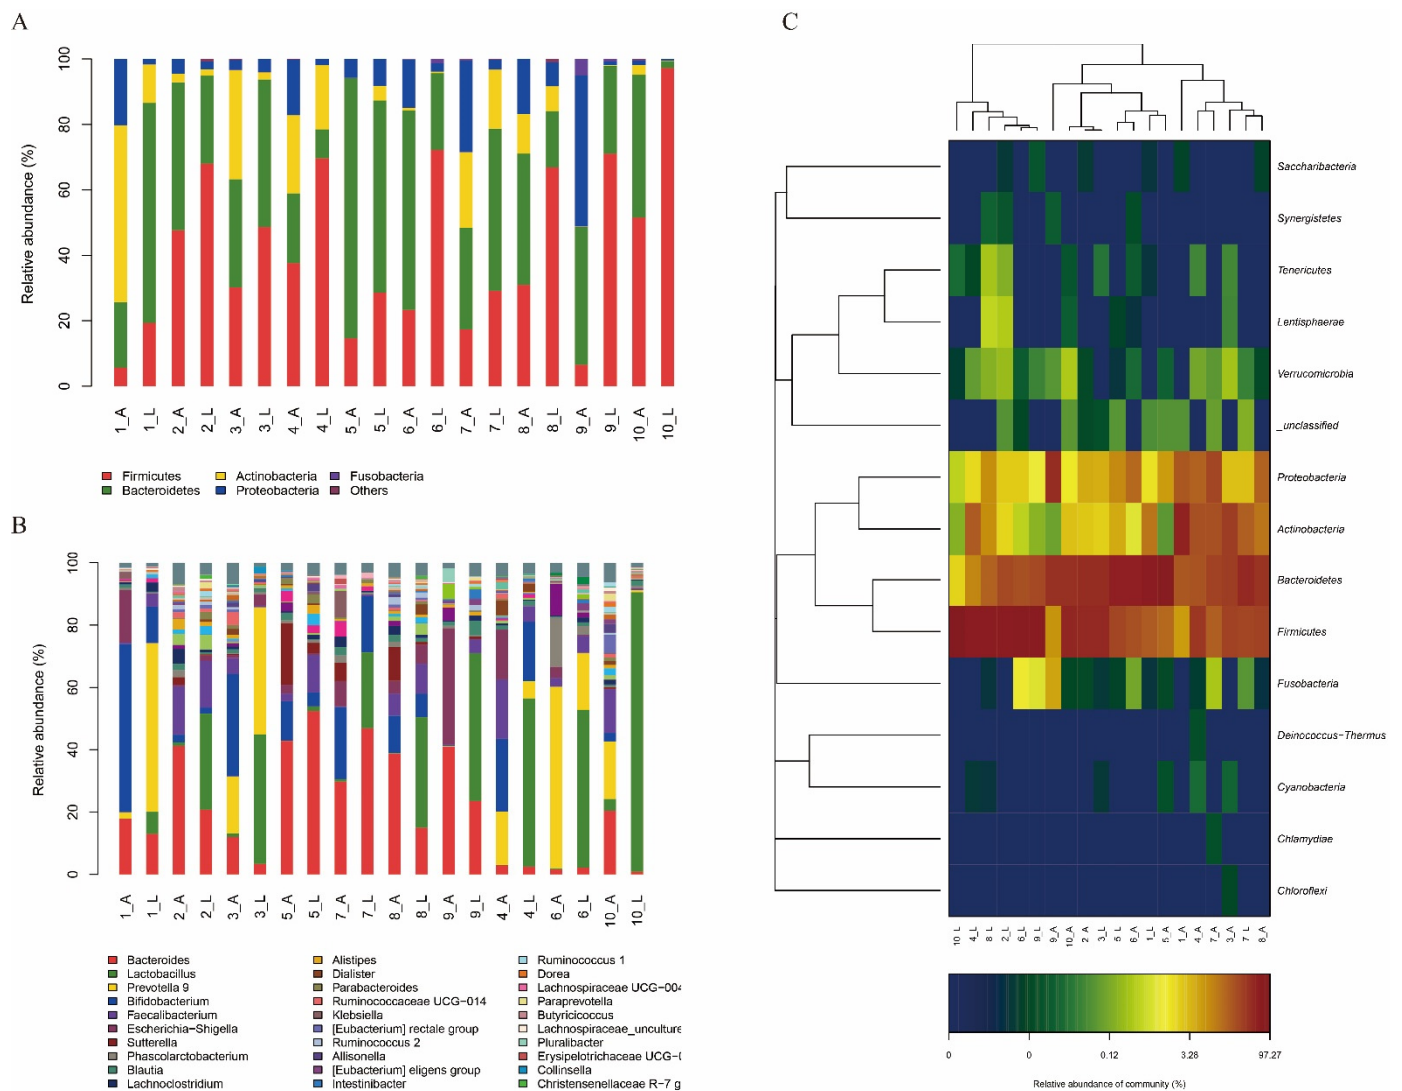 A
Relative abundance (%)
100
80
60
40
20
0
1_A 1_L 2_A 2_L 3_A 3_L 4_A 4_L 5_A 5_L 6_A 6_L 7_A 7_L 8_A 8_L 9_A 9_L 10_A 10_L
Firmicutes Actinobacteria Fusobacteria
Bacteroidetes Proteobacteria Others
B
Relative abundance (%)
100
80
60
40
20
0
1_A 1_L 2_A 2_L 3_A 3_L 5_A 5_L 7_A 7_L 8_A 8_L 9_A 9_L 4_A 4_L 6_A 6_L 10_A 10_L
Bacteroides Alistipes Ruminococcus 1
Lactobacillus Dialister Dorea
Prevotella 9 Parabacteroides Lachnospiraceae UCG-004
Bifidobacterium Ruminococcaceae UCG-014 Paraprevotella
Faecalibacterium Klebsiella Butyricicoccus
Escherichia-Shigella [Eubacterium] rectale group Lachnospiraceae_uncultured
Sutterella Ruminococcus 2 Pluralibacter
Phascolarctobacterium Allisonella Erysipelotrichaceae UCG-
Blautia [Eubacterium] eligens group Collinsella
Lachnoclostridium Intestinibacter Christensenellaceae R-7 g
C
Saccharibacteria
Synergistetes
Tenericutes
Lentisphaerae
Verrucomicrobia
_unclassified
Proteobacteria
Actinobacteria
Bacteroidetes
Firmicutes
Fusobacteria
Deinococcus-Thermus
Cyanobacteria
Chlamydiae
Chloroflexi
10_L 4_L 8_L 2_L 6_L 9_L 9_A 10_A 2_A 3_L 5_L 6_A 1_L 5_A 1_A 4_A 7_A 3_A 7_L 8_A
0 0 0.12 3.28 97.27
Relative abundance of community (%)